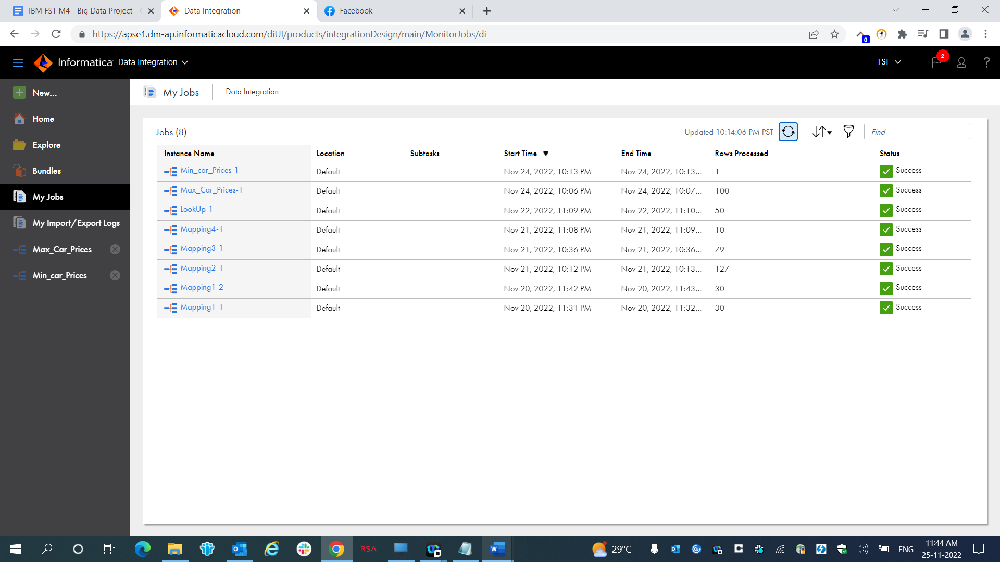 IBM FST M4 - Big Data Project -
Data Integration
Facebook
https://apse1.dm-ap.informaticacloud.com/diUI/products/integrationDesign/main/MonitorJobs/di
0
Informatica Data Integration
FST
2
?
New...
Home
Explore
Bundles
My Jobs
My Import/Export Logs
Max_Car_Prices
Min_car_Prices
My Jobs
Data Integration
Jobs (8)
Updated 10:14:06 PM PST
Find
Instance Name Location Subtasks Start Time End Time Rows Processed Status
Min_car_Prices-1 Default Nov 24, 2022, 10:13 PM Nov 24, 2022, 10:13... 1 Success
Max_Car_Prices-1 Default Nov 24, 2022, 10:06 PM Nov 24, 2022, 10:07... 100 Success
LookUp-1 Default Nov 22, 2022, 11:09 PM Nov 22, 2022, 11:10... 50 Success
Mapping4-1 Default Nov 21, 2022, 11:08 PM Nov 21, 2022, 11:09... 10 Success
Mapping3-1 Default Nov 21, 2022, 10:36 PM Nov 21, 2022, 10:36... 79 Success
Mapping2-1 Default Nov 21, 2022, 10:12 PM Nov 21, 2022, 10:13... 127 Success
Mapping1-2 Default Nov 20, 2022, 11:42 PM Nov 20, 2022, 11:43... 30 Success
Mapping1-1 Default Nov 20, 2022, 11:31 PM Nov 20, 2022, 11:32... 30 Success
RSA
29°C
ENG
11:44 AM
25-11-2022